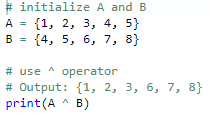 # initialize A and B
A = {1, 2, 3, 4, 5}
B = {4, 5, 6, 7, 8}
# use ^ operator
# Output: {1, 2, 3, 6, 7, 8}
print(A ^ B)